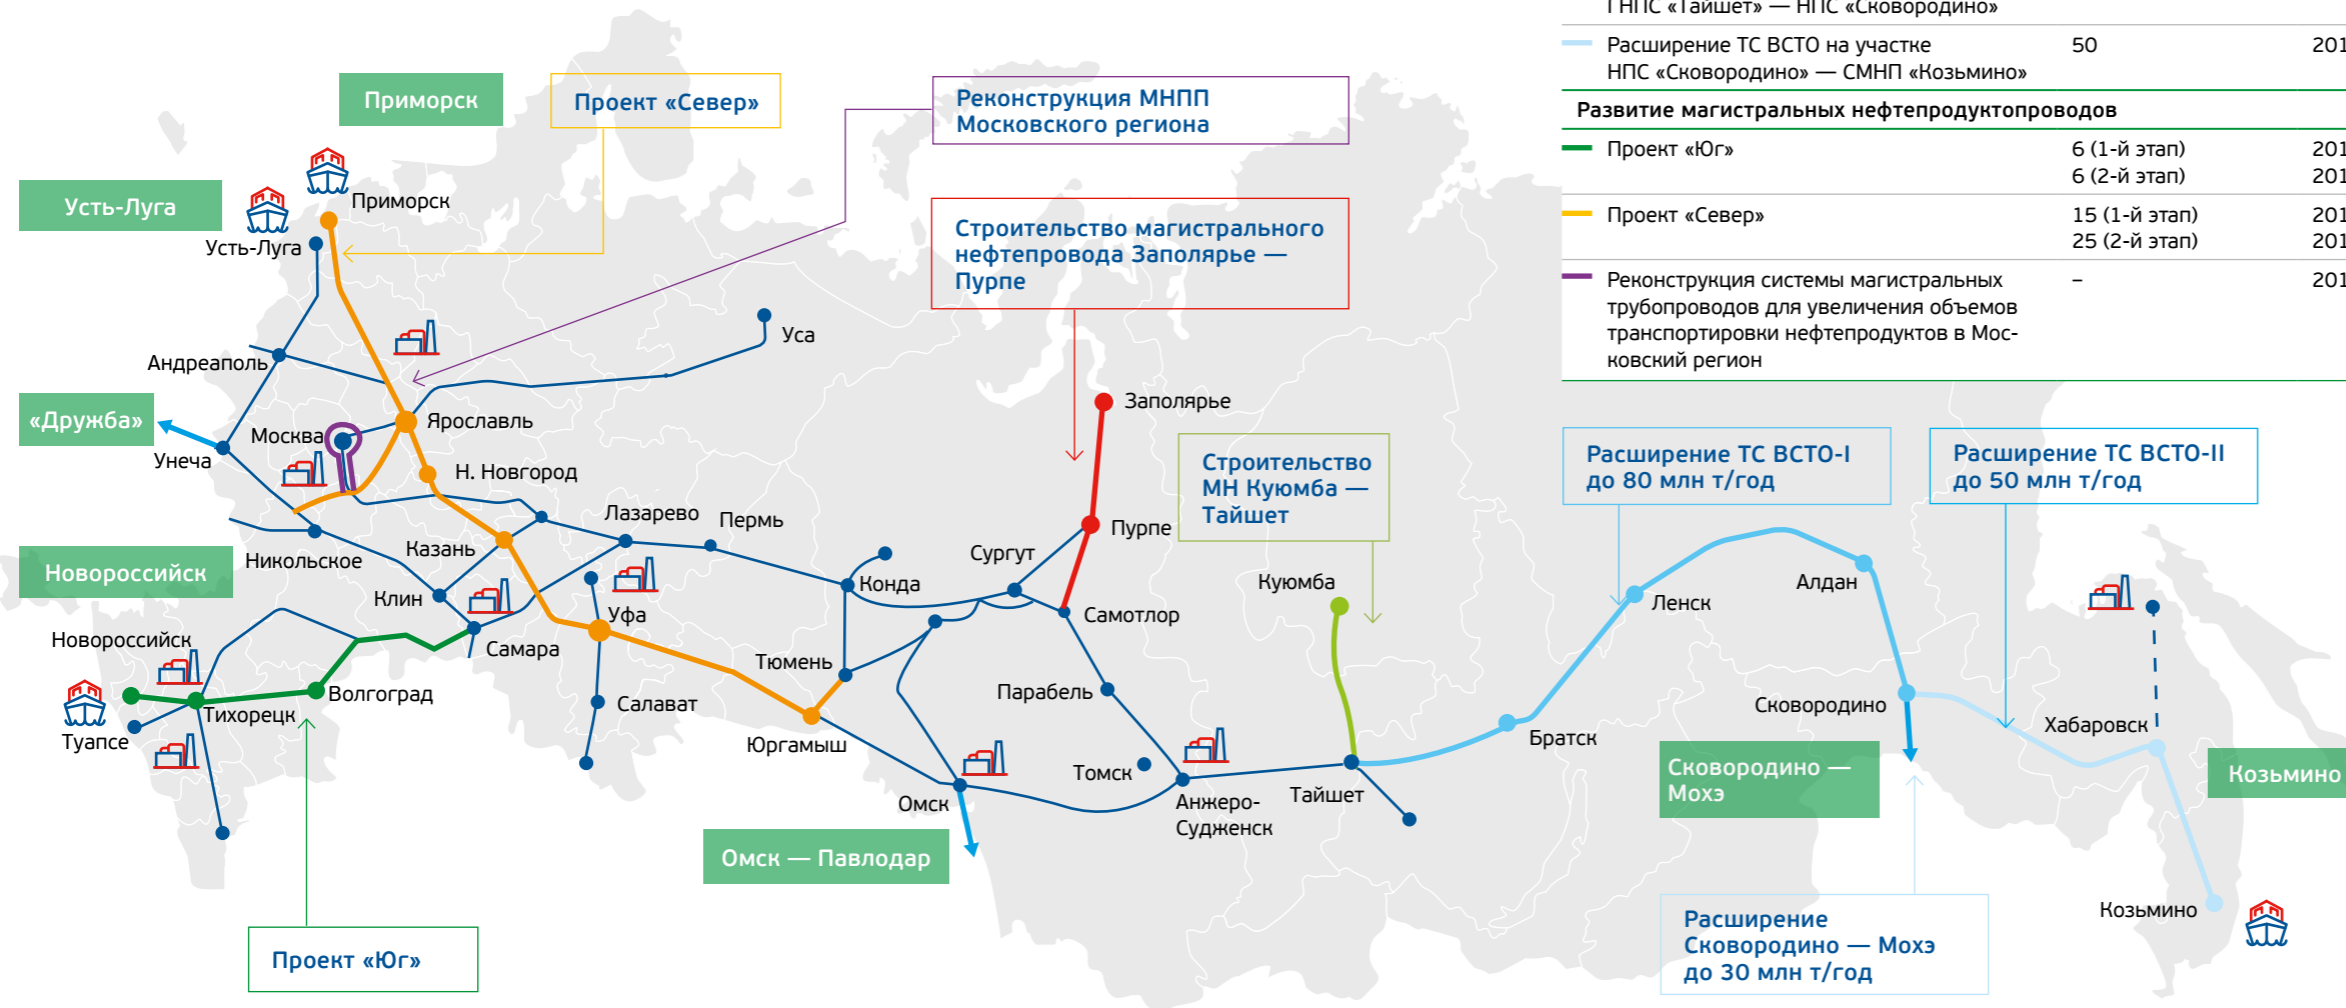 ГНПС «Тайшет» — НПС «Сковородино»
Расширение ТС ВСТО на участке
НПС «Сковородино» — СМНП «Козьмино»
50
201
Развитие магистральных нефтепродуктопроводов
Проект «Юг»
6 (1-й этап)
201
6 (2-й этап)
201
Проект «Север»
15 (1-й этап)
201
25 (2-й этап)
201
Реконструкция системы магистральных
трубопроводов для увеличения объемов
транспортировки нефтепродуктов в Мос-
ковский регион
–
201
Приморск
Проект «Север»
Реконструкция МНПП
Московского региона
Усть-Луга
Приморск
Усть-Луга
Строительство магистрального
нефтепровода Заполярье —
Пурпе
Уса
Андреаполь
«Дружба»
Заполярье
Ярославль
Москва
Унеча
Н. Новгород
Строительство
МН Куюмба —
Тайшет
Расширение ТС ВСТО-I
до 80 млн т/год
Расширение ТС ВСТО-II
до 50 млн т/год
Лазарево
Пермь
Пурпе
Казань
Сургут
Никольское
Новороссийск
Конда
Куюмба
Алдан
Клин
Ленск
Уфа
Самотлор
Новороссийск
Самара
Тюмень
Парабель
Волгоград
Салават
Сковородино
Тихорецк
Хабаровск
Туапсе
Юргамыш
Братск
Томск
Сковородино —
Мохэ
Козьмино
Омск
Анжеро-
Судженск
Тайшет
Омск — Павлодар
Козьмино
Расширение
Сковородино — Мохэ
до 30 млн т/год
Проект «Юг»